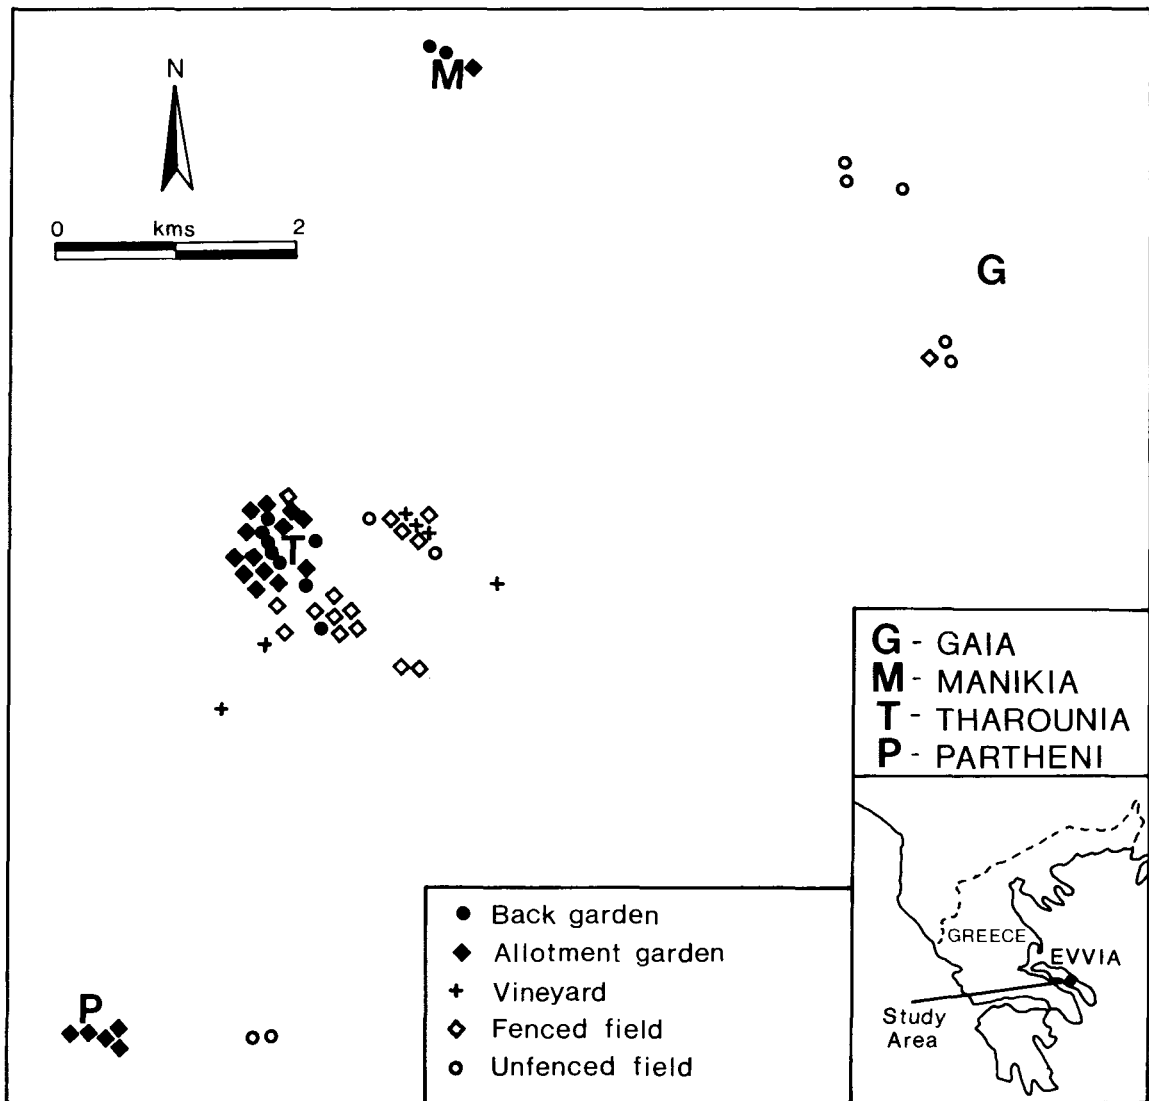 M
N
0 kms 2
G
T
G - GAIA
M - MANIKIA
T - THAROUNIA
P - PARTHENI
Back garden
Allotment garden
Vineyard
Fenced field
Unfenced field
GREECE
EVVIA
Study
Area
P